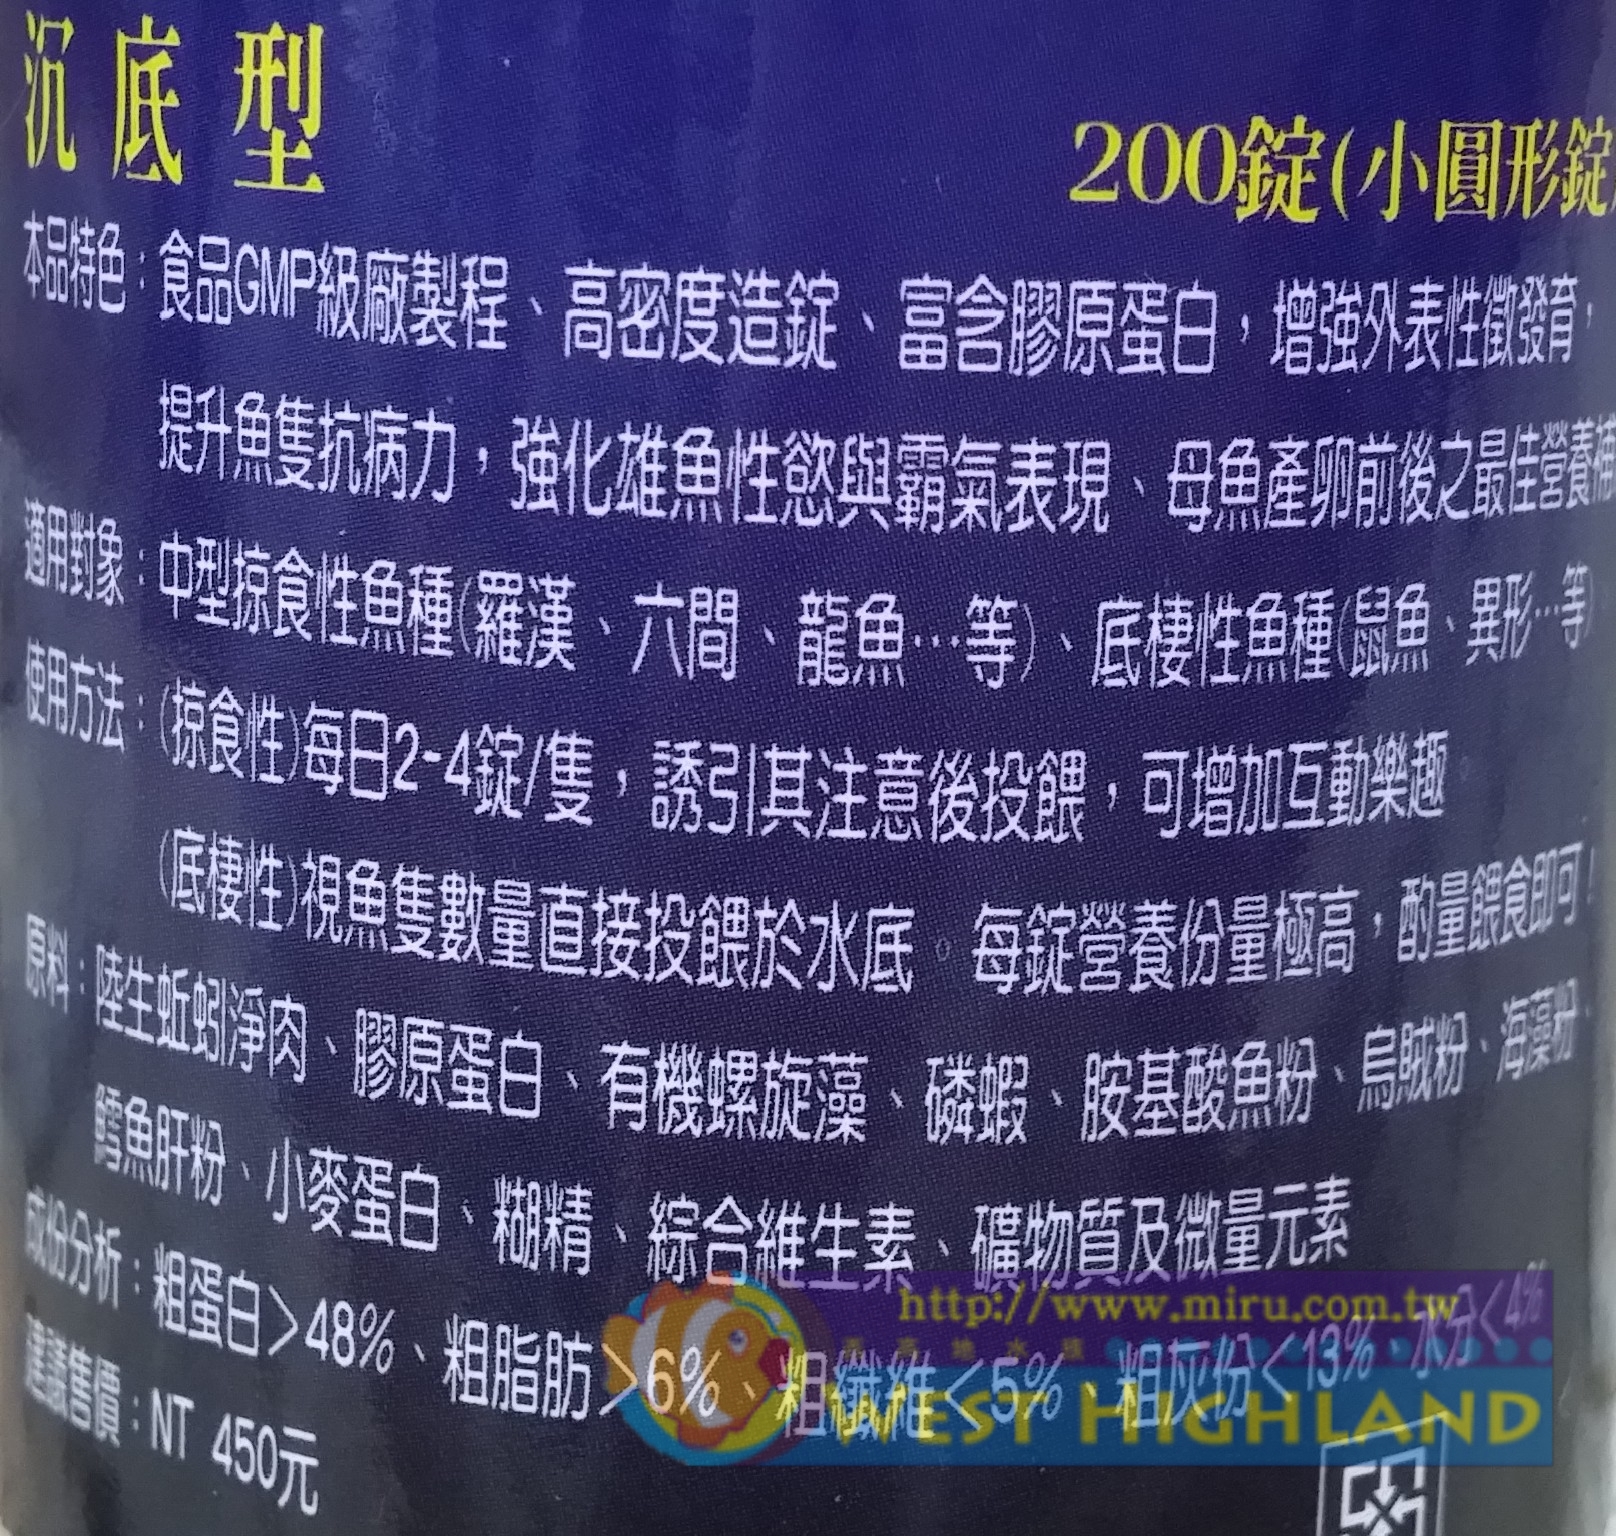 沉底型
200錠(小圓形錠)
本品特色：食品GMP級廠製程、高密度造錠、富含膠原蛋白，增強外表性徵發育，
提升魚隻抗病力，強化雄魚性慾與霸氣表現、母魚產卵前後之最佳營養補
適用對象：中型掠食性魚種(羅漢、六間、龍魚…等)、底棲性魚種(鼠魚、異形…等)
使用方法：(掠食性)每日2-4錠/隻，誘引其注意後投餵，可增加互動樂趣。
(底棲性)視魚隻數量直接投餵於水底。每錠營養份量極高，酌量餵食即可！
原料：陸生蚯蚓淨肉、膠原蛋白、有機螺旋藻、磷蝦、胺基酸魚粉、烏賊粉、海藻粉、
鱈魚肝粉、小麥蛋白、糊精、綜合維生素、礦物質及微量元素
成份分析：粗蛋白>48%、粗脂肪>6%、粗纖維<5%、粗灰份<13%、水分<4%
建議售價：NT 450元
http://www.miru.com.tw
西高地水族
WEST HIGHLAND